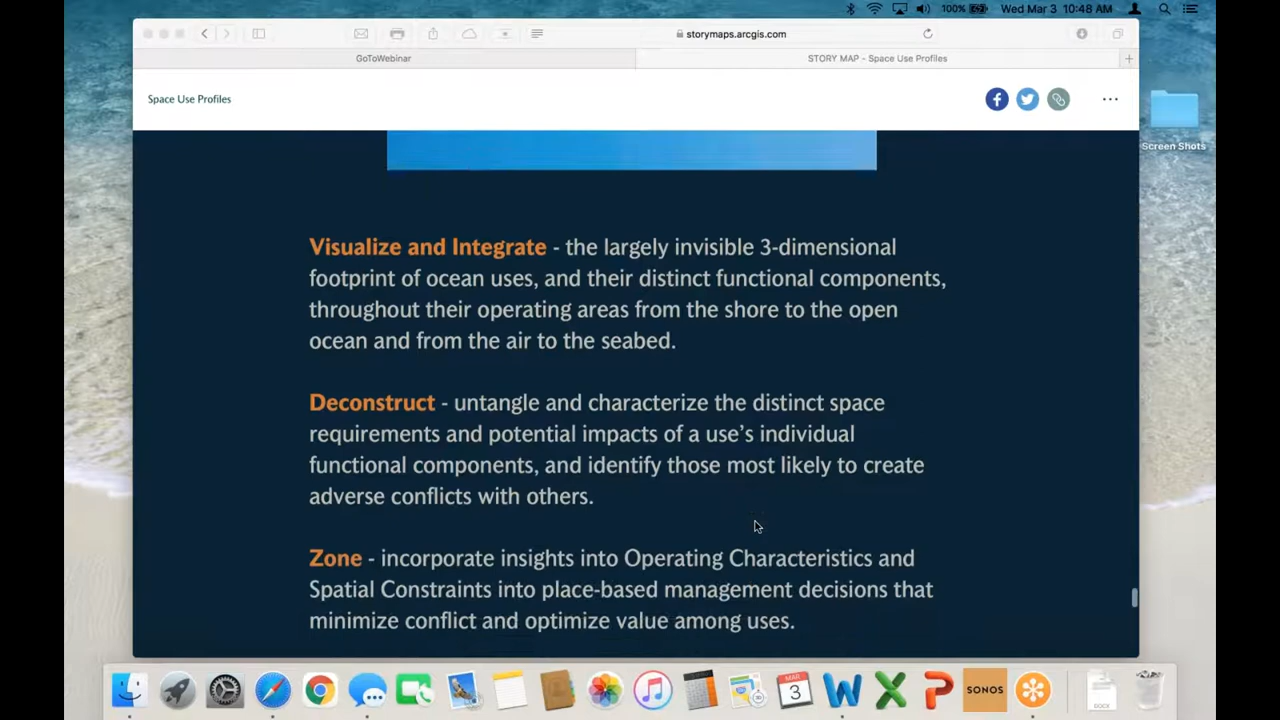 100% Wed Mar 3 10:48 AM
storymaps.arcgis.com
GoToWebinar
STORY MAP - Space Use Profiles
Space Use Profiles
Screen Shots
Visualize and Integrate - the largely invisible 3-dimensional
footprint of ocean uses, and their distinct functional components,
throughout their operating areas from the shore to the open
ocean and from the air to the seabed.
Deconstruct - untangle and characterize the distinct space
requirements and potential impacts of a use's individual
functional components, and identify those most likely to create
adverse conflicts with others.
Zone - incorporate insights into Operating Characteristics and
Spatial Constraints into place-based management decisions that
minimize conflict and optimize value among uses.
MAR
3
SONOS
DOCX